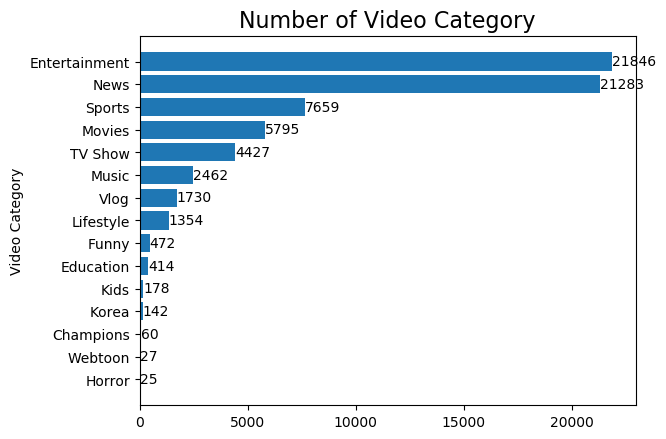 Number of Video Category
Video Category
Entertainment 21846
News 21283
Sports 7659
Movies 5795
TV Show 4427
Music 2462
Vlog 1730
Lifestyle 1354
Funny 472
Education 414
Kids 178
Korea 142
Champions 60
Webtoon 27
Horror 25
0 5000 10000 15000 20000